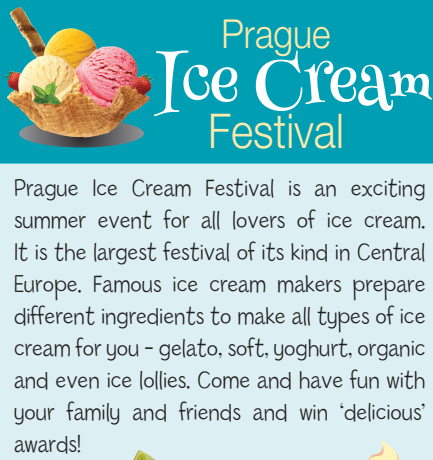 Prague
Ice Cream
Festival
Prague Ice Cream Festival is an exciting
summer event for all lovers of ice cream.
It is the largest festival of its kind in Central
Europe. Famous ice cream makers prepare
different ingredients to make all types of ice
cream for you - gelato, soft, yoghurt, organic
and even ice lollies. Come and have fun with
your family and friends and win ‘delicious’
awards!